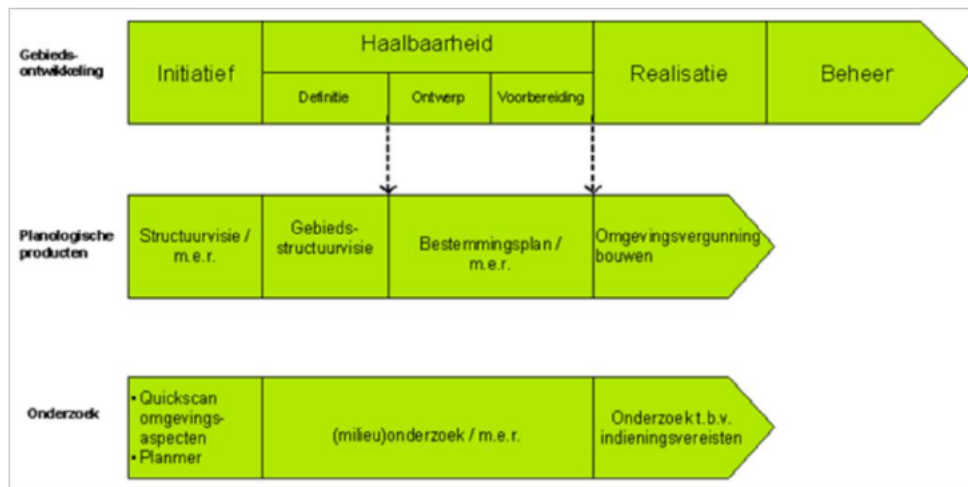 Gebieds-
ontwikkeling
Initiatief
Haalbaarheid
Definitie
Ontwerp
Voorbereiding
Realisatie
Beheer
Planologische
producten
Structuurvisie /
m.e.r.
Gebieds-
structuurvisie
Bestemmingsplan /
m.e.r.
Omgevingsvergunning
bouwen
Onderzoek
▪ Quickscan
omgevings-
aspecten
▪ Planmer
(milieu)onderzoek / m.e.r.
Onderzoek t.b.v.
indieningsvereisten